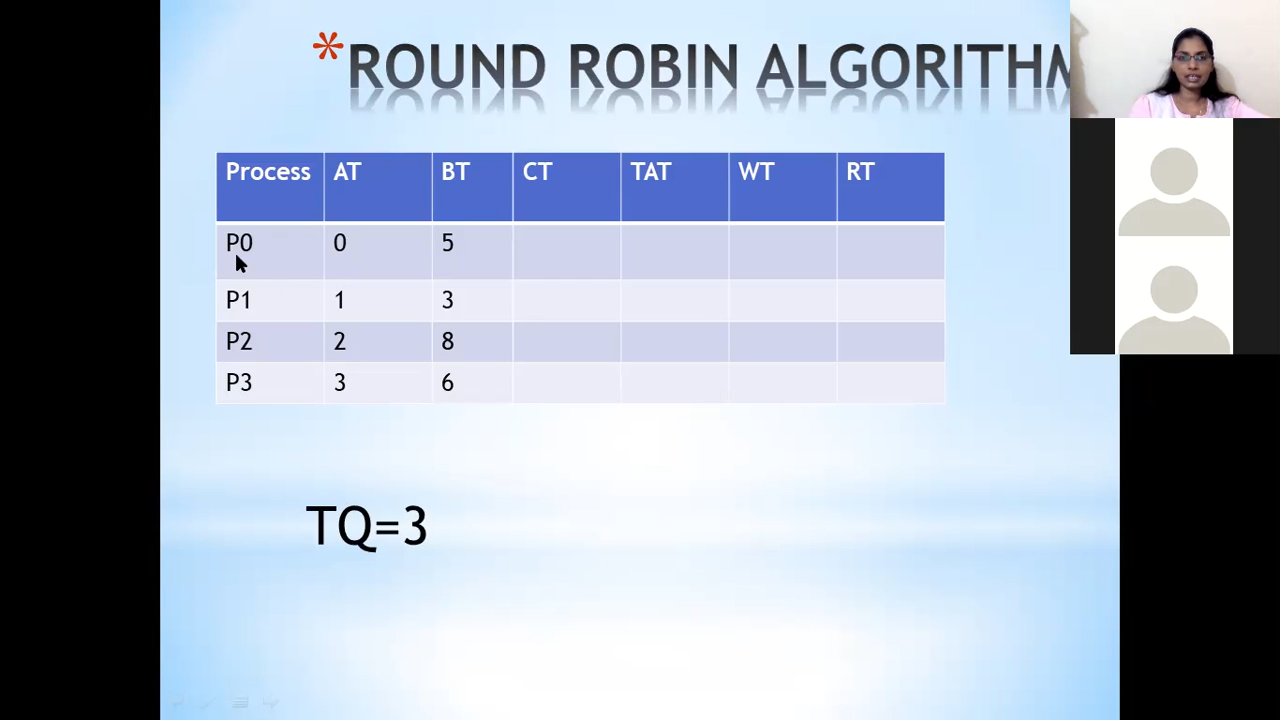 *ROUND ROBIN ALGORITHM
Process AT BT CT TAT WT RT
P0 0 5
P1 1 3
P2 2 8
P3 3 6
TQ=3